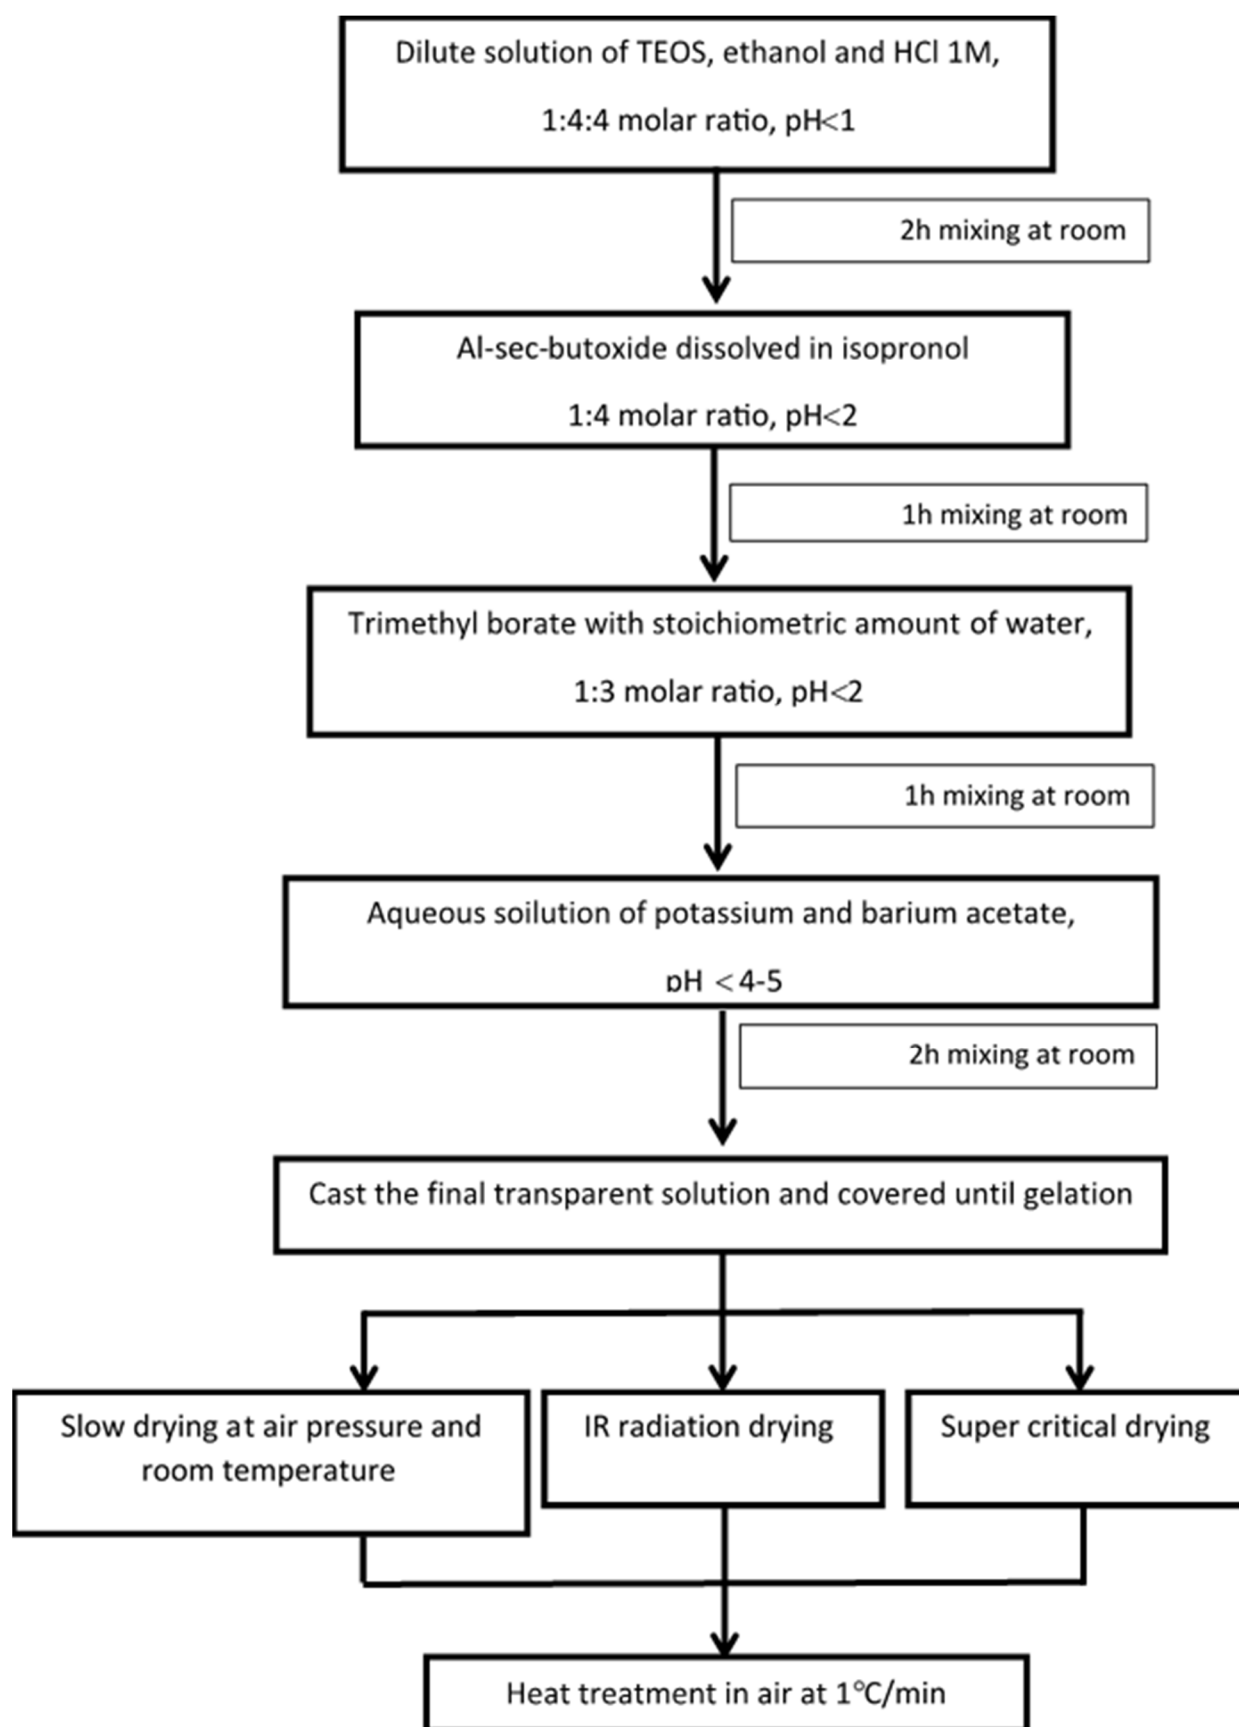 Dilute solution of TEOS, ethanol and HCl 1M,
1:4:4 molar ratio, pH<1
2h mixing at room
Al-sec-butoxide dissolved in isopronol
1:4 molar ratio, pH<2
1h mixing at room
Trimethyl borate with stoichiometric amount of water,
1:3 molar ratio, pH<2
1h mixing at room
Aqueous soilution of potassium and barium acetate,
pH < 4-5
2h mixing at room
Cast the final transparent solution and covered until gelation
Slow drying at air pressure and
room temperature
IR radiation drying
Super critical drying
Heat treatment in air at 1°C/min